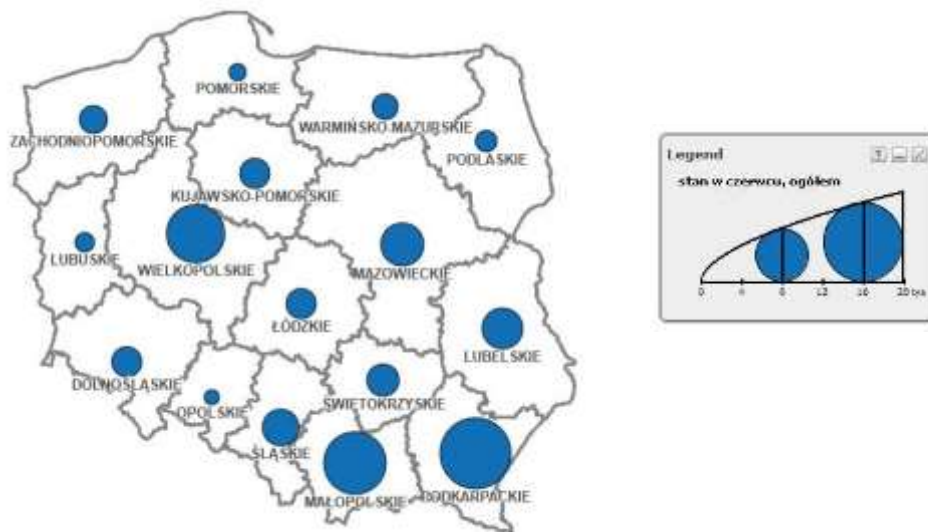 POMORSKIE
WARMIŃSKO-MAZURSKIE
ZACHODNIOPOMORSKIE
PODLASKIE
KUJAWSKO-POMORSKIE
LUBUSKIE
WIELKOPOLSKIE
MAZOWIECKIE
ŁÓDZKIE
LUBELSKIE
DOLNOŚLĄSKIE
OPOLSKIE
ŚWIĘTOKRZYSKIE
ŚLĄSKIE
MAŁOPOLSKIE
PODKARPACKIE
Legend
stan w czerwcu, ogółem
0 4 8 12 16 20 tys